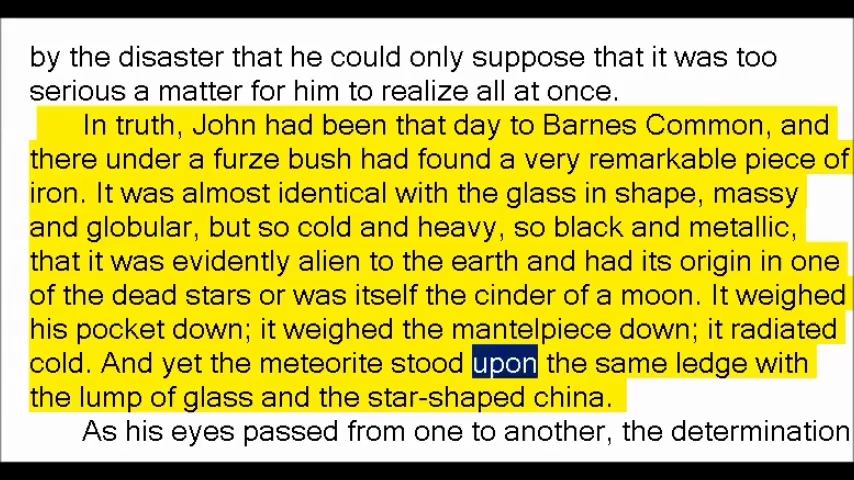 by the disaster that he could only suppose that it was too
serious a matter for him to realize all at once.
In truth, John had been that day to Barnes Common, and
there under a furze bush had found a very remarkable piece of
iron. It was almost identical with the glass in shape, massy
and globular, but so cold and heavy, so black and metallic,
that it was evidently alien to the earth and had its origin in one
of the dead stars or was itself the cinder of a moon. It weighed
his pocket down; it weighed the mantelpiece down; it radiated
cold. And yet the meteorite stood upon the same ledge with
the lump of glass and the star-shaped china.
As his eyes passed from one to another, the determination